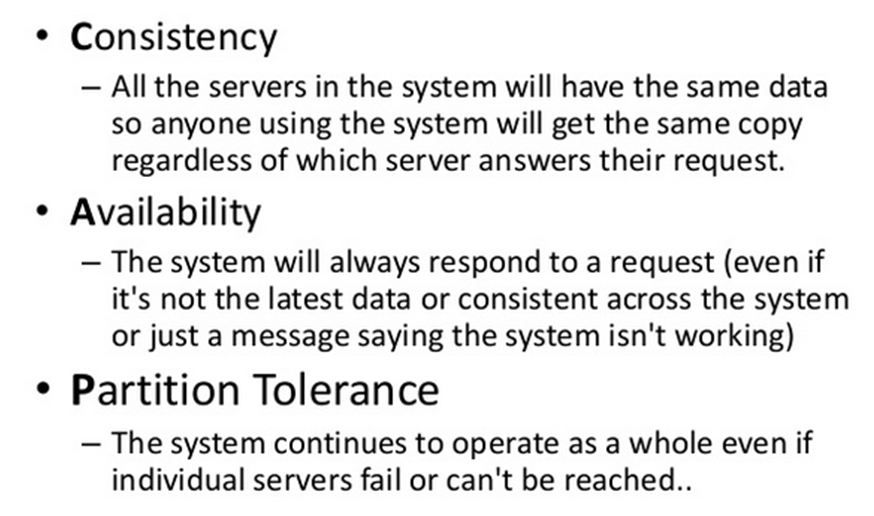 • Consistency
– All the servers in the system will have the same data
so anyone using the system will get the same copy
regardless of which server answers their request.
• Availability
– The system will always respond to a request (even if
it's not the latest data or consistent across the system
or just a message saying the system isn't working)
• Partition Tolerance
– The system continues to operate as a whole even if
individual servers fail or can't be reached..